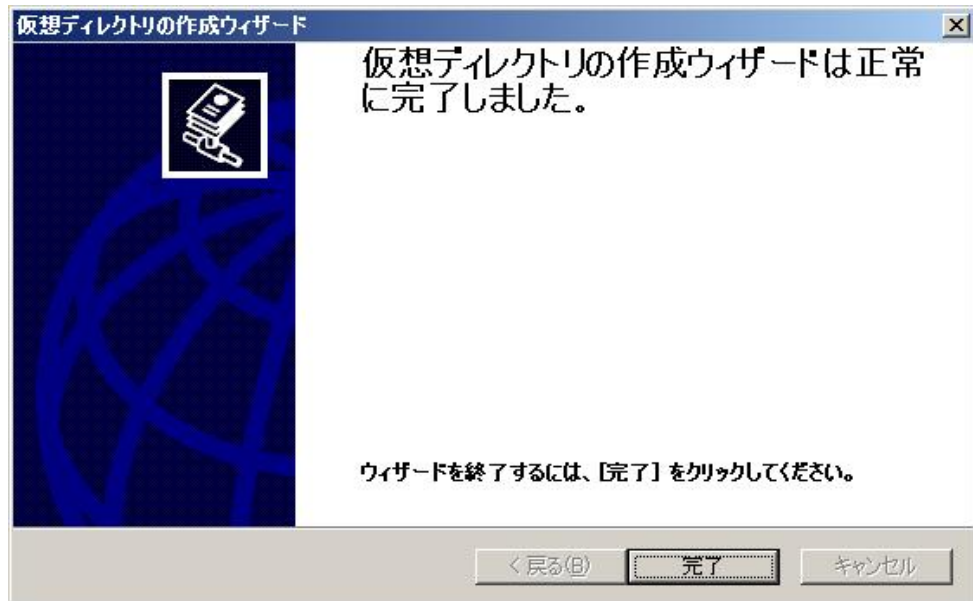 仮想ディレクトリの作成ウィザード
仮想ディレクトリの作成ウィザードは正常
に完了しました。
ウィザードを終了するには、[完了] をクリックしてください。
< 戻る(B) 完了 キャンセル